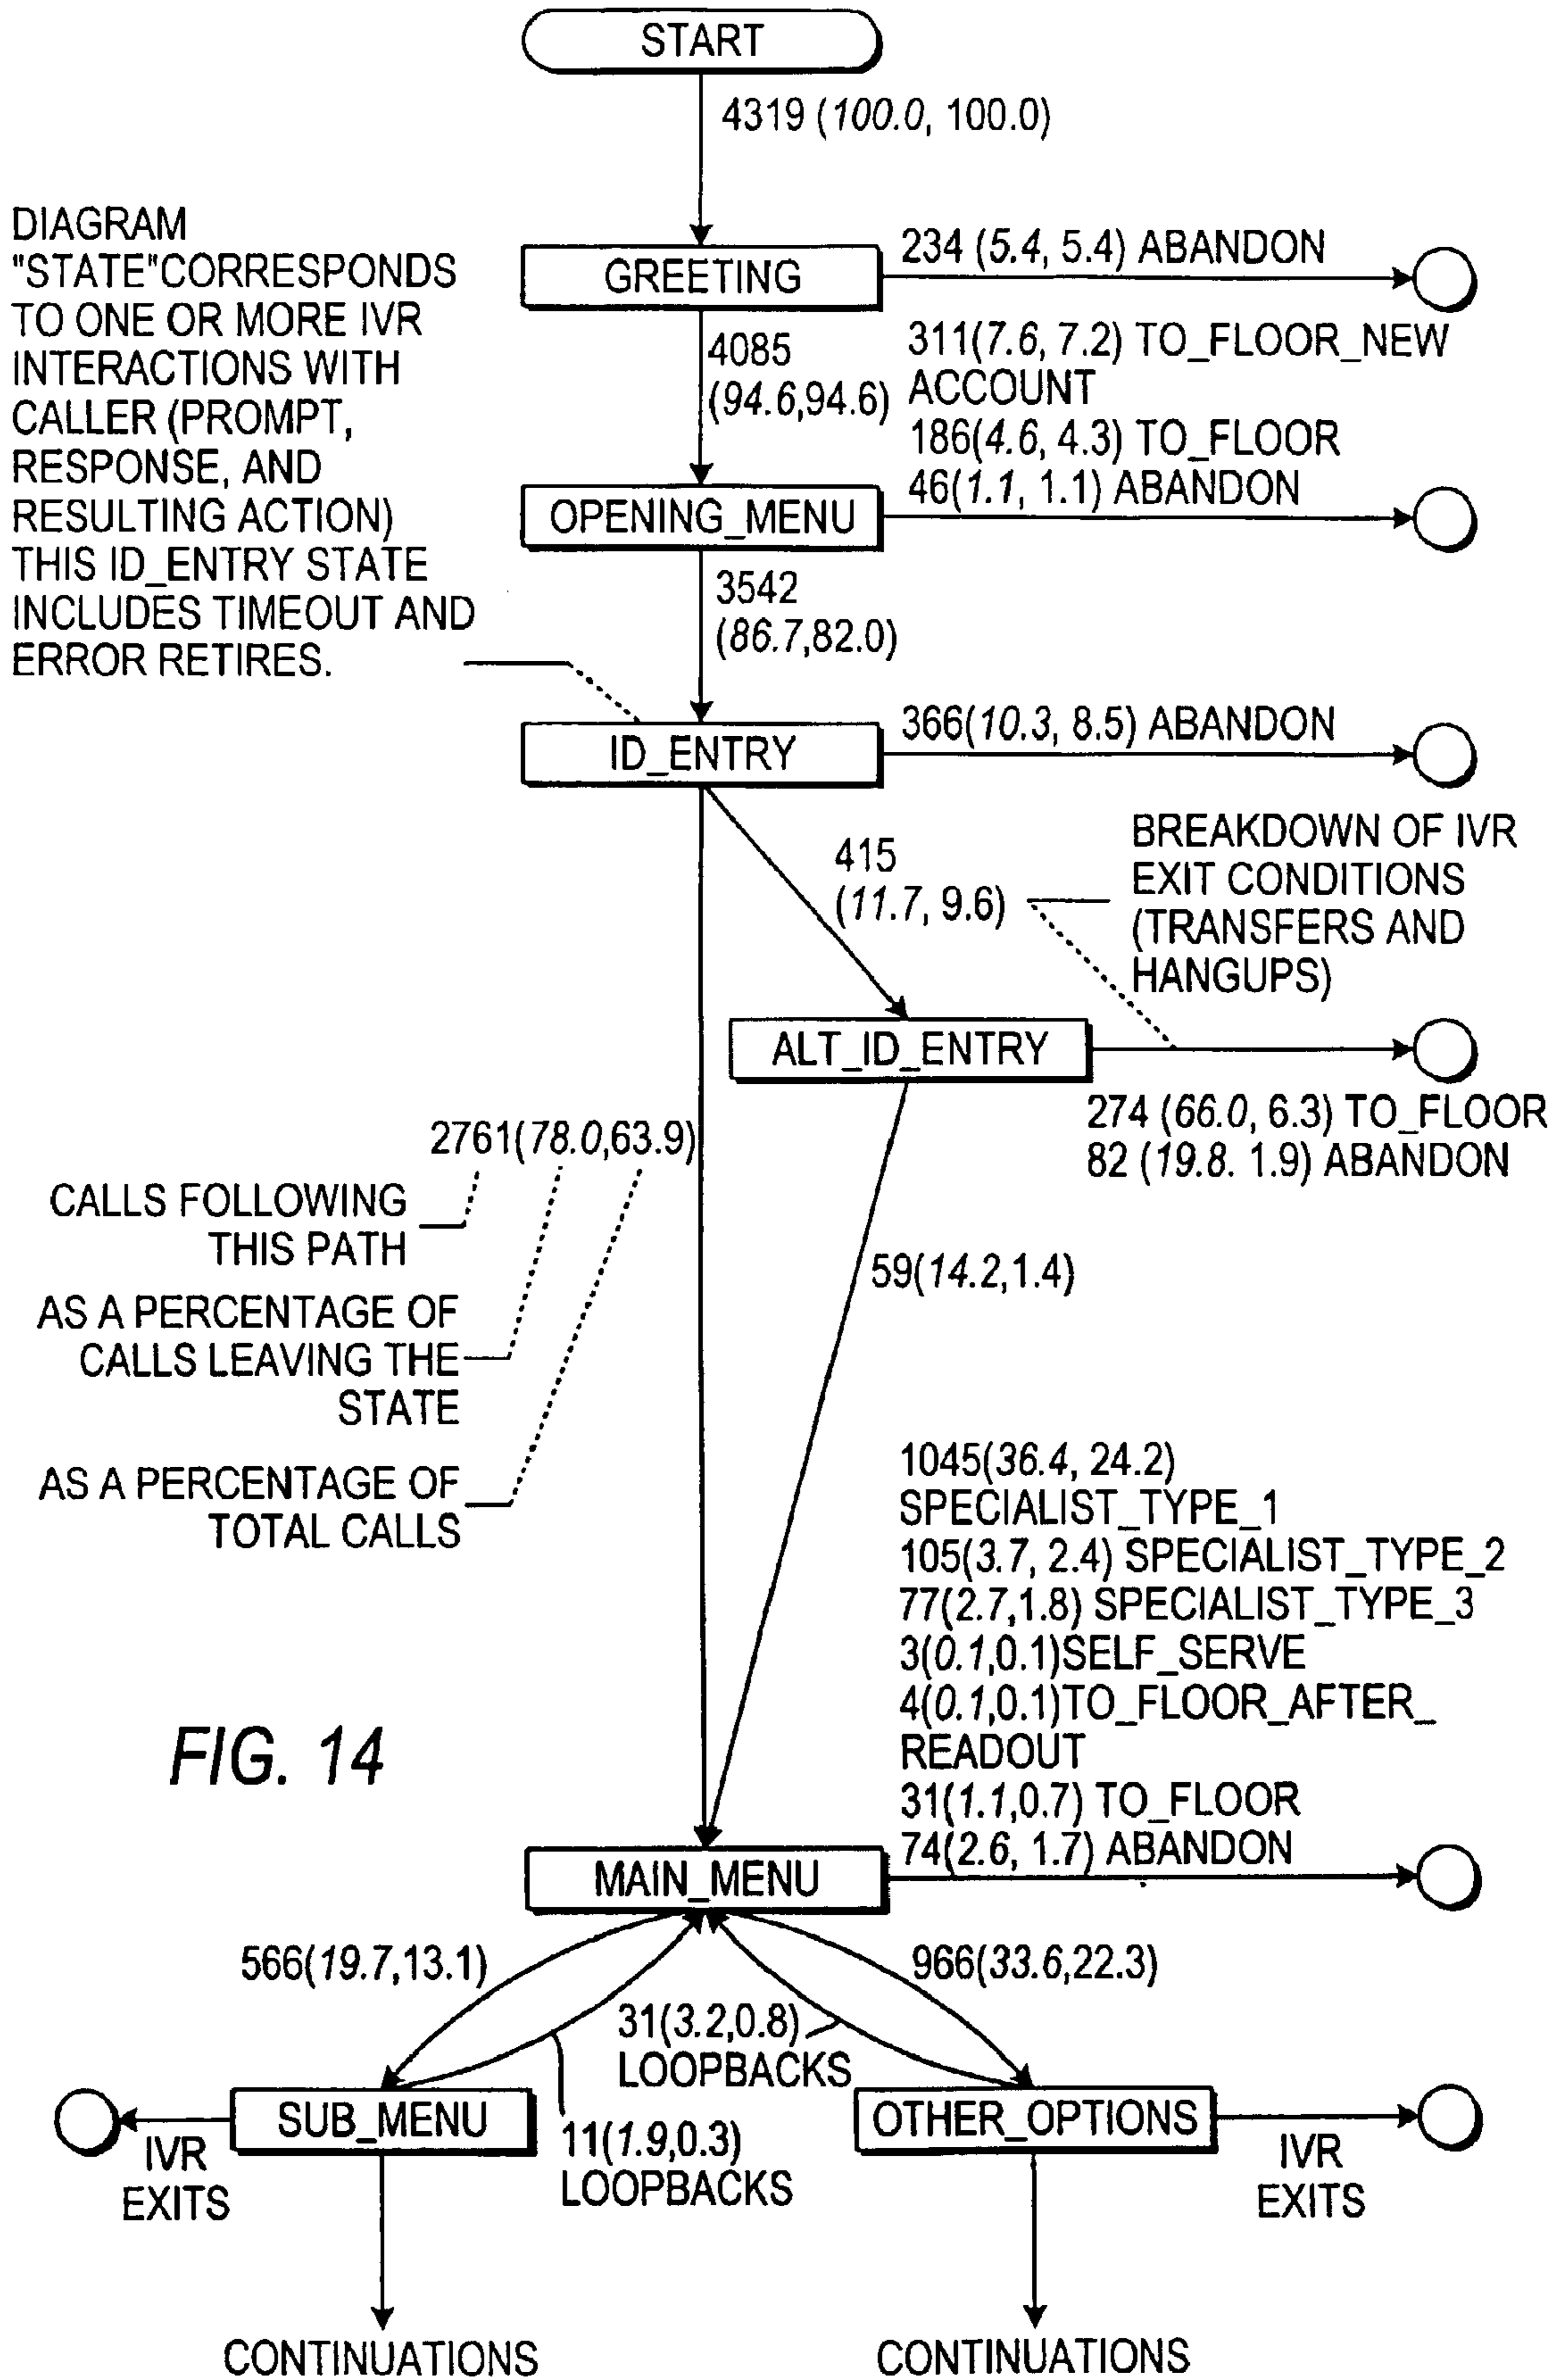 START
4319 (100.0, 100.0)
DIAGRAM
"STATE"CORRESPONDS
TO ONE OR MORE IVR
INTERACTIONS WITH
CALLER (PROMPT,
RESPONSE, AND
RESULTING ACTION)
THIS ID_ENTRY STATE
INCLUDES TIMEOUT AND
ERROR RETIRES.
GREETING
234 (5.4, 5.4) ABANDON
4085
(94.6,94.6)
311(7.6, 7.2) TO_FLOOR_NEW
ACCOUNT
186(4.6, 4.3) TO_FLOOR
46(1.1, 1.1) ABANDON
OPENING_MENU
3542
(86.7,82.0)
ID_ENTRY
366(10.3, 8.5) ABANDON
415
(11.7, 9.6)
BREAKDOWN OF IVR
EXIT CONDITIONS
(TRANSFERS AND
HANGUPS)
ALT_ID_ENTRY
274 (66.0, 6.3) TO_FLOOR
82 (19.8. 1.9) ABANDON
2761(78.0,63.9)
CALLS FOLLOWING
THIS PATH
AS A PERCENTAGE OF
CALLS LEAVING THE
STATE
AS A PERCENTAGE OF
TOTAL CALLS
59(14.2,1.4)
1045(36.4, 24.2)
SPECIALIST_TYPE_1
105(3.7, 2.4) SPECIALIST_TYPE_2
77(2.7,1.8) SPECIALIST_TYPE_3
3(0.1,0.1)SELF_SERVE
4(0.1,0.1)TO_FLOOR_AFTER_
READOUT
31(1.1,0.7) TO_FLOOR
74(2.6, 1.7) ABANDON
FIG. 14
MAIN_MENU
566(19.7,13.1)
966(33.6,22.3)
31(3.2,0.8)
LOOPBACKS
SUB_MENU
OTHER_OPTIONS
11(1.9,0.3)
LOOPBACKS
IVR
EXITS
IVR
EXITS
CONTINUATIONS
CONTINUATIONS